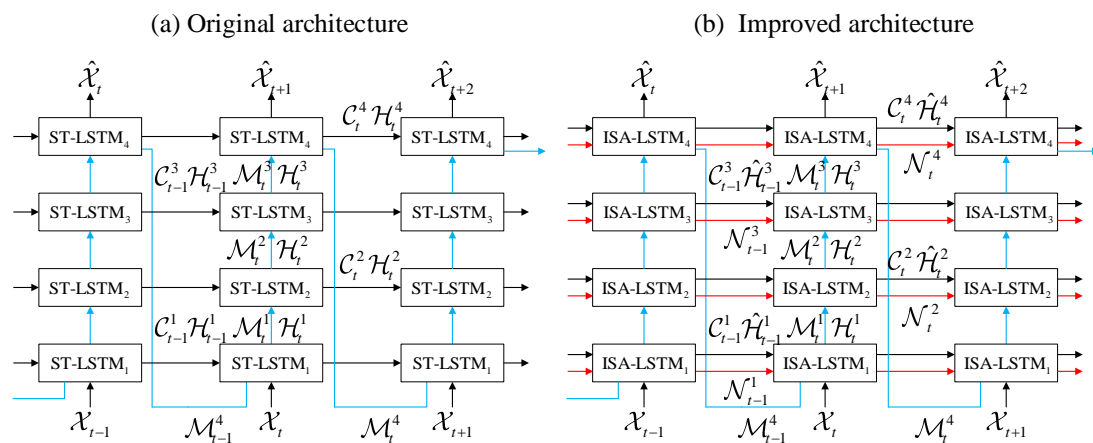 (a) Original architecture
X̂_t X̂_{t+1} X̂_{t+2}
C_t^4 H_t^4
ST-LSTM_4 ST-LSTM_4 ST-LSTM_4
C_{t-1}^3 H_{t-1}^3 M_t^3 H_t^3
ST-LSTM_3 ST-LSTM_3 ST-LSTM_3
M_t^2 H_t^2 C_t^2 H_t^2
ST-LSTM_2 ST-LSTM_2 ST-LSTM_2
C_{t-1}^1 H_{t-1}^1 M_t^1 H_t^1
ST-LSTM_1 ST-LSTM_1 ST-LSTM_1
X_{t-1} M_{t-1}^4 X_t M_t^4 X_{t+1}
(b) Improved architecture
X̂_t X̂_{t+1} X̂_{t+2}
C_t^4 Ĥ_t^4
ISA-LSTM_4 ISA-LSTM_4 ISA-LSTM_4
N_t^4
C_{t-1}^3 Ĥ_{t-1}^3 M_t^3 H_t^3
ISA-LSTM_3 ISA-LSTM_3 ISA-LSTM_3
N_{t-1}^3 M_t^2 H_t^2 C_t^2 Ĥ_t^2
ISA-LSTM_2 ISA-LSTM_2 ISA-LSTM_2
N_t^2
C_{t-1}^1 Ĥ_{t-1}^1 M_t^1 H_t^1
ISA-LSTM_1 ISA-LSTM_1 ISA-LSTM_1
N_{t-1}^1
X_{t-1} M_{t-1}^4 X_t M_t^4 X_{t+1}